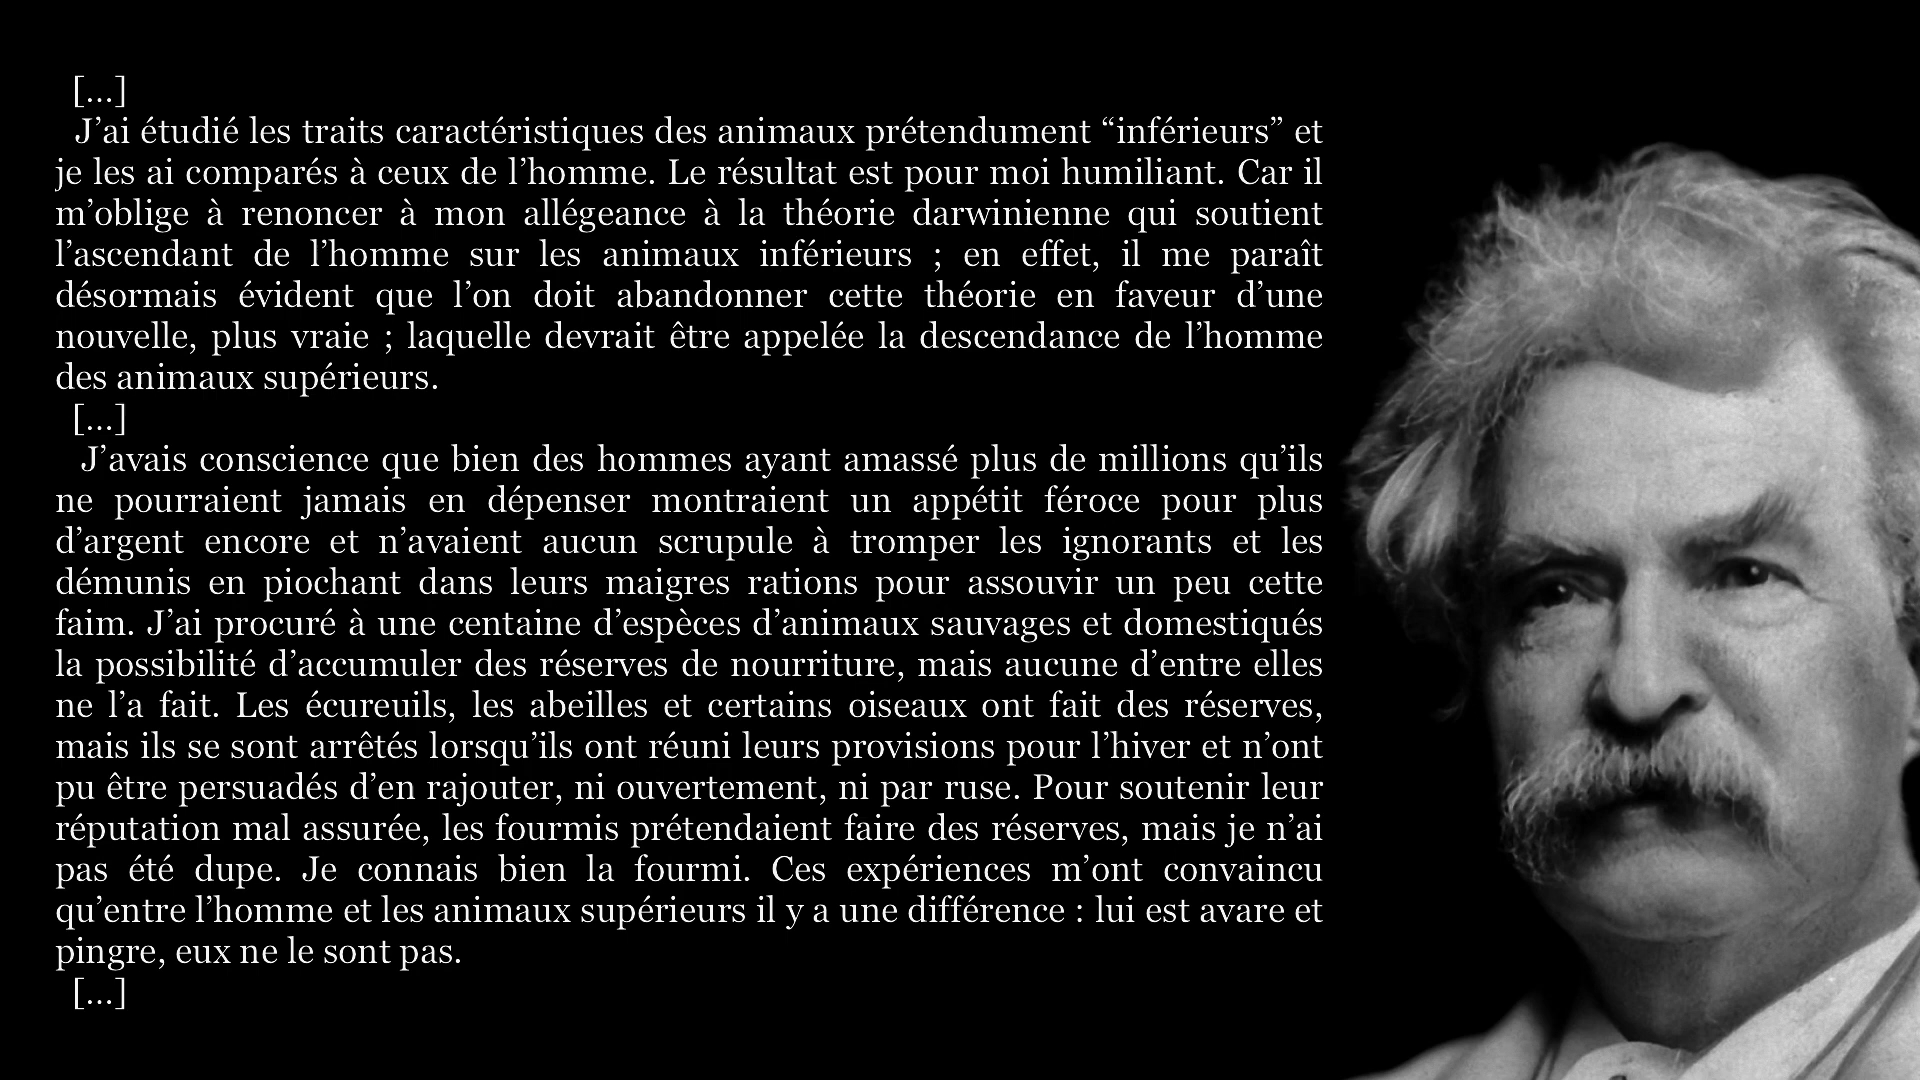 [...]
J’ai étudié les traits caractéristiques des animaux prétendument “inférieurs” et
je les ai comparés à ceux de l’homme. Le résultat est pour moi humiliant. Car il
m’oblige à renoncer à mon allégeance à la théorie darwinienne qui soutient
l’ascendant de l’homme sur les animaux inférieurs ; en effet, il me paraît
désormais évident que l’on doit abandonner cette théorie en faveur d’une
nouvelle, plus vraie ; laquelle devrait être appelée la descendance de l’homme
des animaux supérieurs.
[...]
J’avais conscience que bien des hommes ayant amassé plus de millions qu’ils
ne pourraient jamais en dépenser montraient un appétit féroce pour plus
d’argent encore et n’avaient aucun scrupule à tromper les ignorants et les
démunis en piochant dans leurs maigres rations pour assouvir un peu cette
faim. J’ai procuré à une centaine d’espèces d’animaux sauvages et domestiqués
la possibilité d’accumuler des réserves de nourriture, mais aucune d’entre elles
ne l’a fait. Les écureuils, les abeilles et certains oiseaux ont fait des réserves,
mais ils se sont arrêtés lorsqu’ils ont réuni leurs provisions pour l’hiver et n’ont
pu être persuadés d’en rajouter, ni ouvertement, ni par ruse. Pour soutenir leur
réputation mal assurée, les fourmis prétendaient faire des réserves, mais je n’ai
pas été dupe. Je connais bien la fourmi. Ces expériences m’ont convaincu
qu’entre l’homme et les animaux supérieurs il y a une différence : lui est avare et
pingre, eux ne le sont pas.
[...]